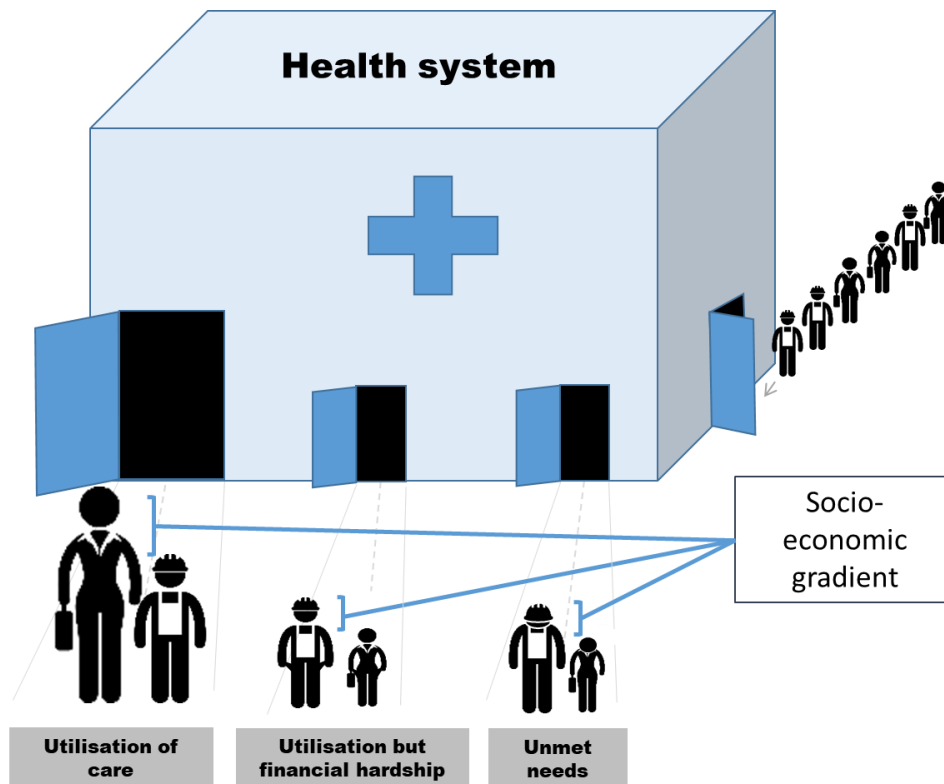 Health system
Socio-
economic
gradient
Utilisation of
care
Utilisation but
financial hardship
Unmet
needs